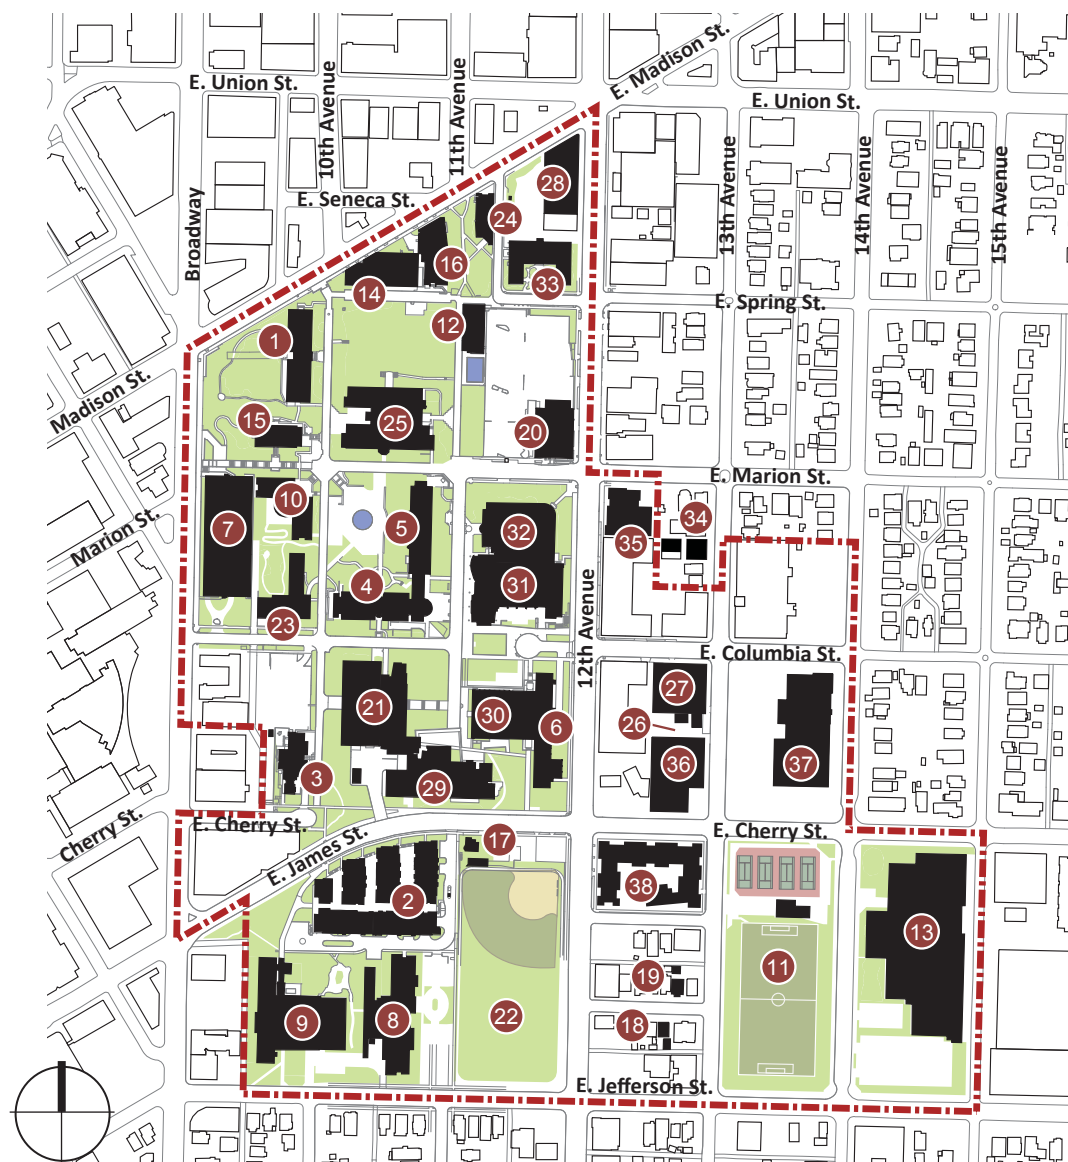 E. Madison St.
E. Union St.
E. Union St.
10th Avenue
11th Avenue
28
13th Avenue
14th Avenue
15th Avenue
E. Seneca St.
24
Broadway
16
33
14
E. Spring St.
12
1
Madison St.
15
25
20
E. Marion St.
10
7
5
32
34
35
Marion St.
31
4
23
12th Avenue
E. Columbia St.
27
21
30
6
26
3
29
36
37
E. Cherry St.
Cherry St.
E. James St.
17
E. Cherry St.
2
38
13
11
19
22
9
8
18
E. Jefferson St.